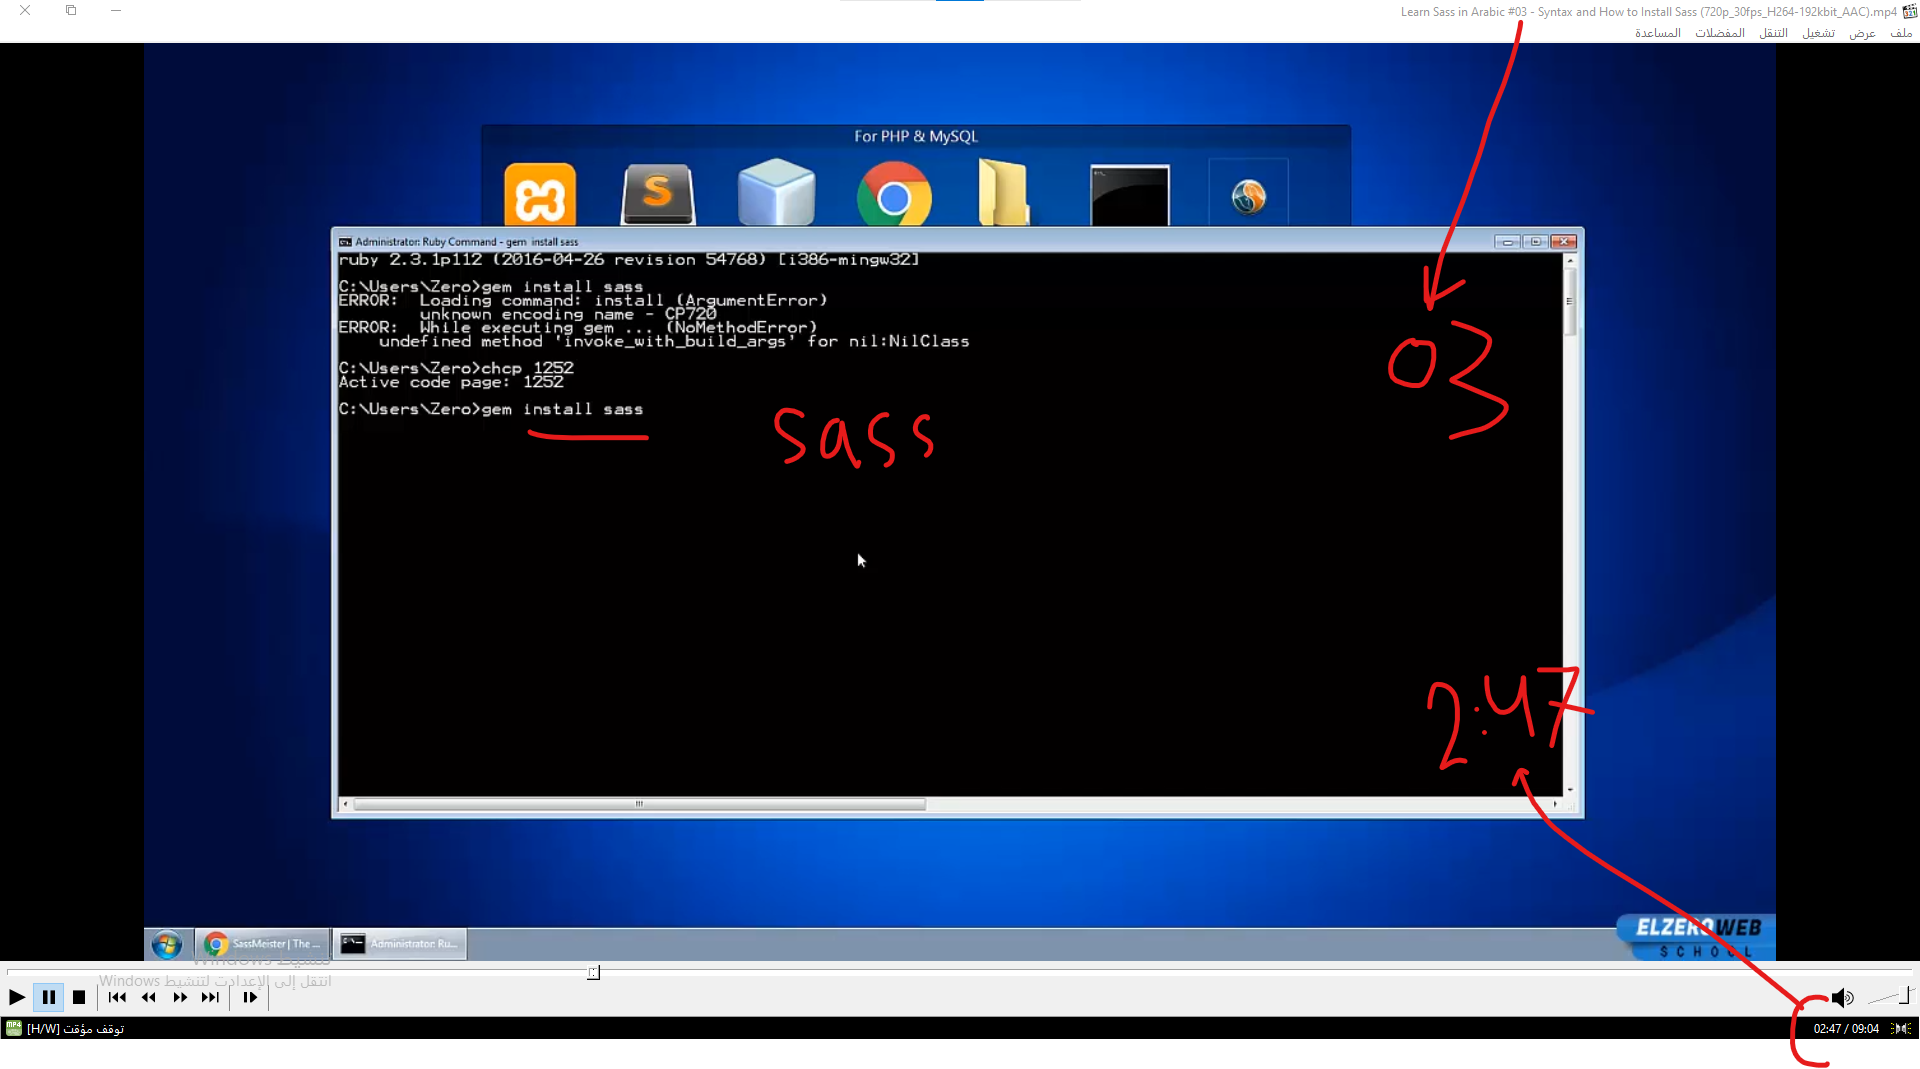 Learn Sass in Arabic #03 - Syntax and How to Install Sass (720p_30fps_H264-192kbit_AAC).mp4
ملف عرض تشغيل التنقل المفضلات المساعدة
For PHP & MySQL
Administrator: Ruby Command - gem install sass
ruby 2.3.1p112 (2016-04-26 revision 54768) [i386-mingw32]
C:\Users\Zero>gem install sass
ERROR:  Loading command: install (ArgumentError)
unknown encoding name - CP720
ERROR:  While executing gem ... (NoMethodError)
undefined method 'invoke_with_build_args' for nil:NilClass
C:\Users\Zero>chcp 1252
Active code page: 1252
C:\Users\Zero>gem install sass
03
sass
2:47
ELZEROWEB
SCHOOL
SassMeister | The ...
Administrator: Ru...
تنشيط Windows
انتقل إلى الإعدادت لتنشيط Windows
توقف مؤقت [H/W]
02:47 / 09:04